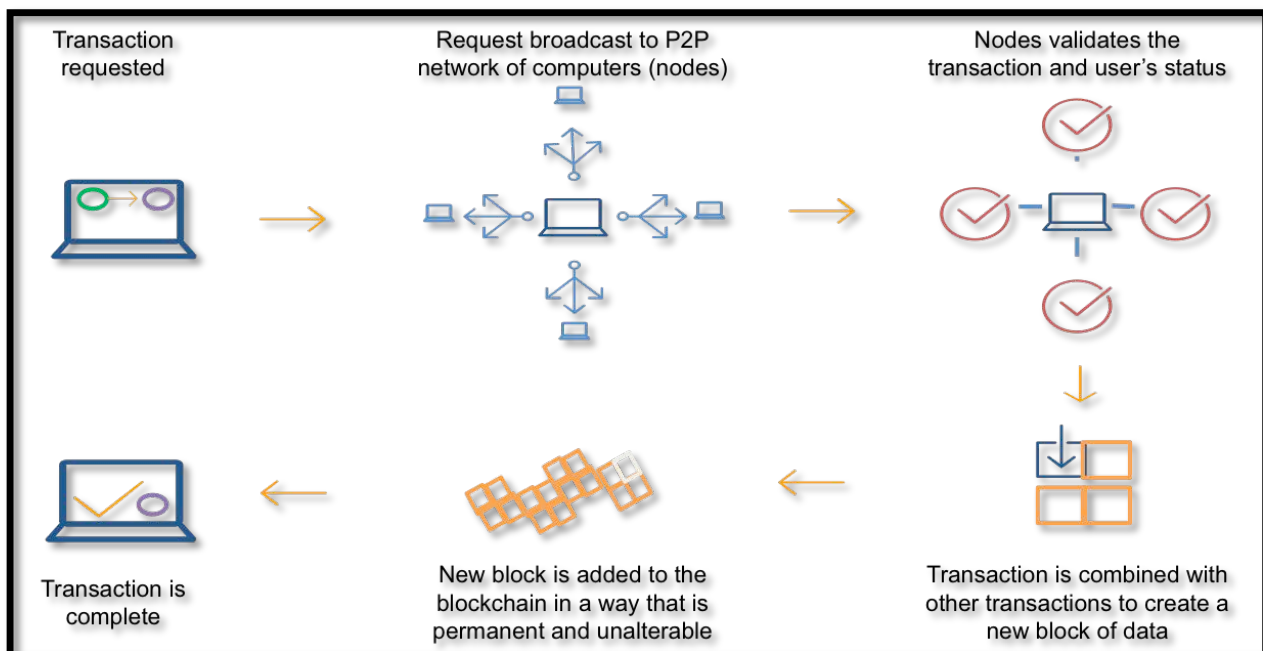 Transaction
requested
Request broadcast to P2P
network of computers (nodes)
Nodes validates the
transaction and user’s status
Transaction is combined with
other transactions to create a
new block of data
New block is added to the
blockchain in a way that is
permanent and unalterable
Transaction is
complete